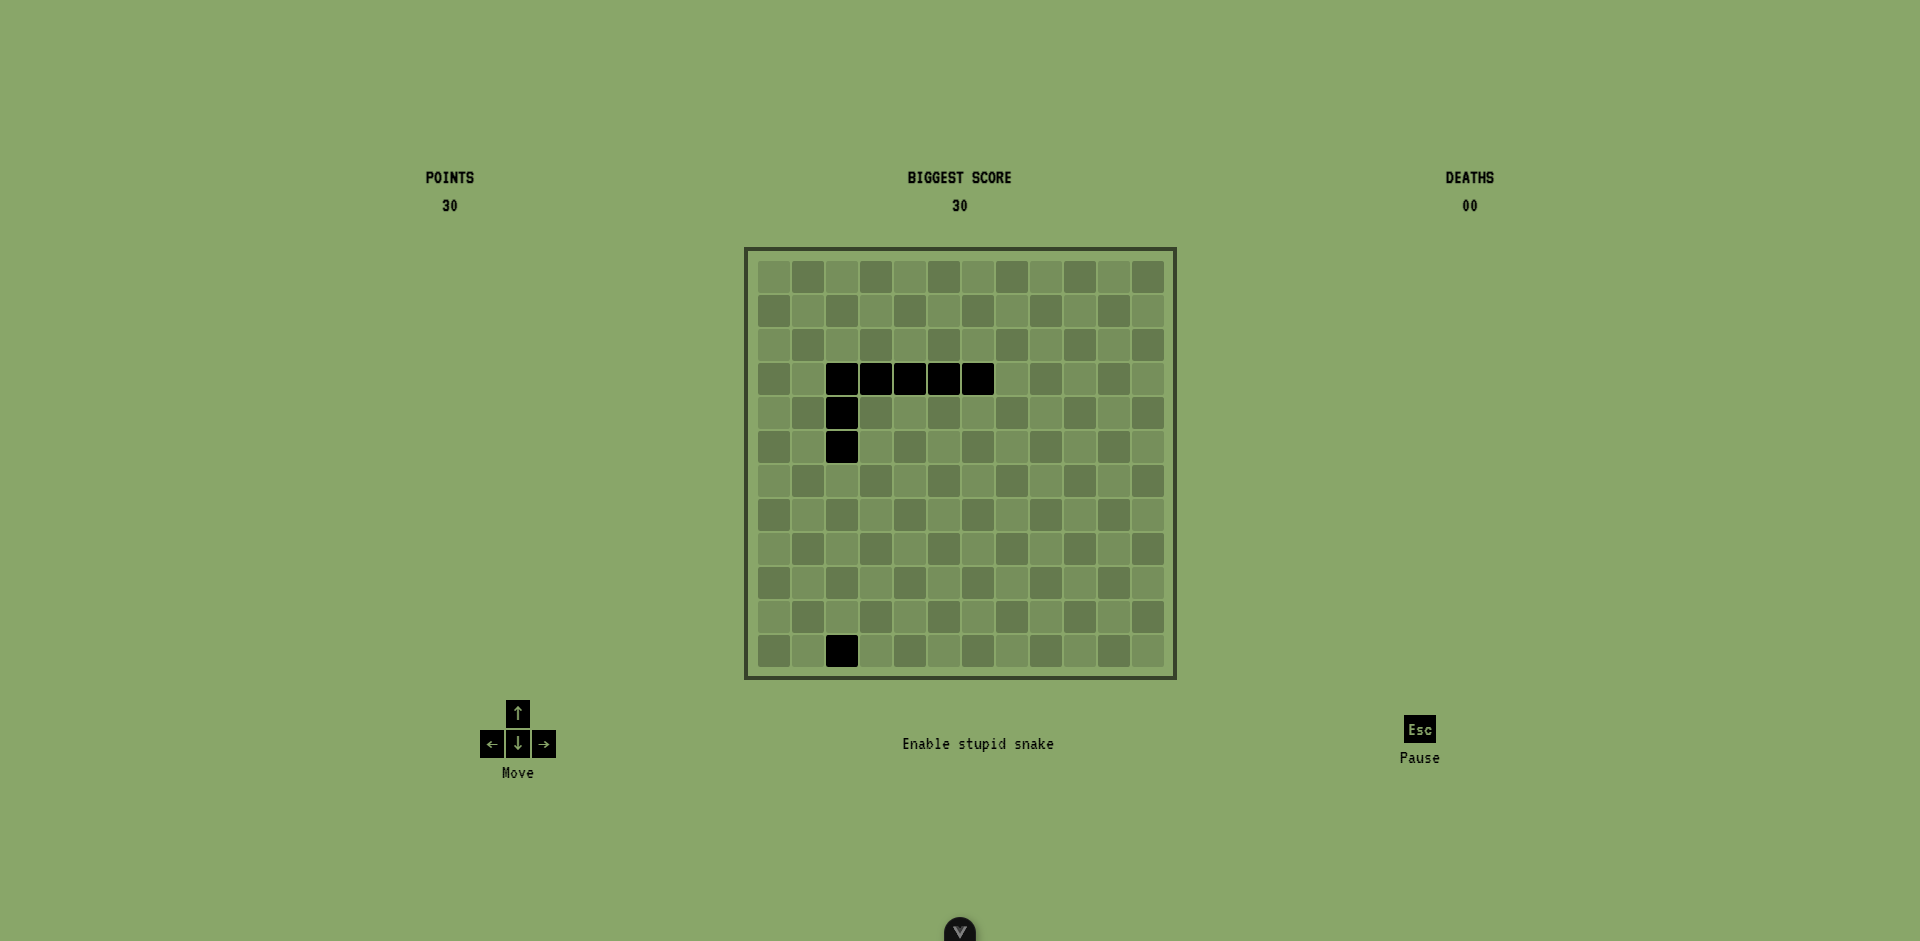 POINTS
30
BIGGEST SCORE
30
DEATHS
00
↑
← ↓ →
Move
Enable stupid snake
Esc
Pause